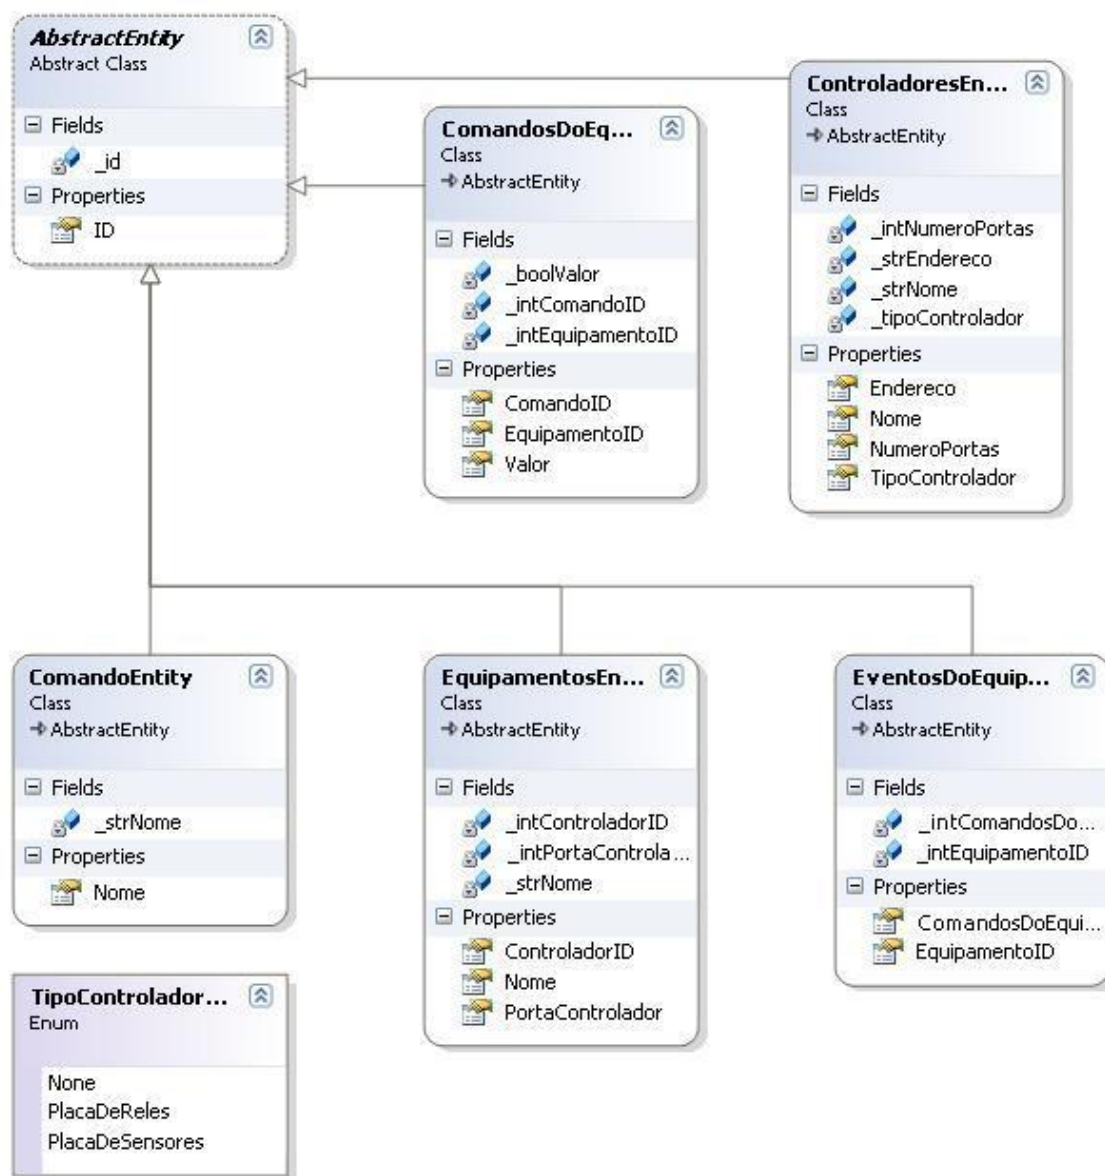 AbstractEntity
Abstract Class
Fields
_id
Properties
ID
ComandosDoEq...
Class
AbstractEntity
Fields
_boolValor
_intComandoID
_intEquipamentoID
Properties
ComandoID
EquipamentoID
Valor
ControladoresEn...
Class
AbstractEntity
Fields
_intNumeroPortas
_strEndereco
_strNome
_tipoControlador
Properties
Endereco
Nome
NumeroPortas
TipoControlador
ComandoEntity
Class
AbstractEntity
Fields
_strNome
Properties
Nome
EquipamentosEn...
Class
AbstractEntity
Fields
_intControladorID
_intPortaControla...
_strNome
Properties
ControladorID
Nome
PortaControlador
EventosDoEquip...
Class
AbstractEntity
Fields
_intComandosDo...
_intEquipamentoID
Properties
ComandosDoEqui...
EquipamentoID
TipoControlador...
Enum
None
PlacaDeReles
PlacaDeSensores